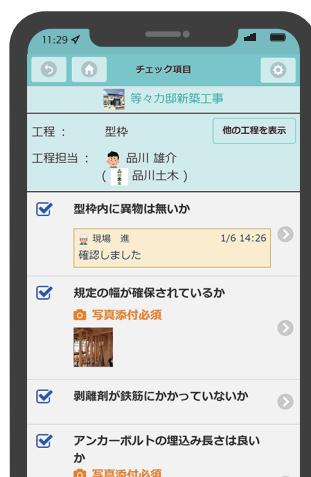 11:29
チェック項目
等々力邸新築工事
工程 : 型枠
他の工程を表示
工程担当 : 品川 雄介
( 品川土木 )
型枠内に異物は無いか
現場 進 1/6 14:26
確認しました
規定の幅が確保されているか
写真添付必須
剥離剤が鉄筋にかかっていないか
アンカーボルトの埋込み長さは良い
か
写真添付必須